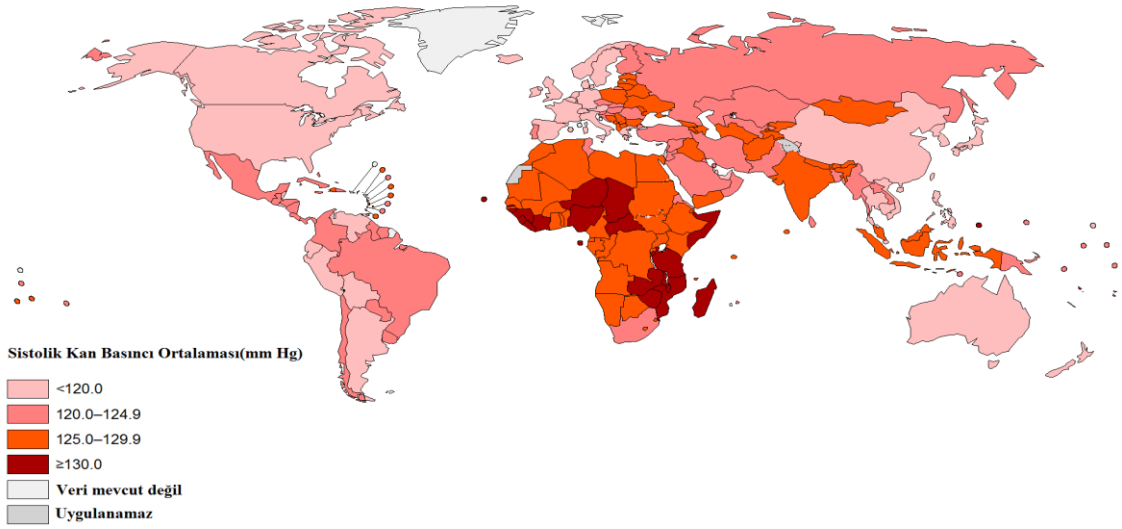 Sistolik Kan Basıncı Ortalaması(mm Hg)
<120.0
120.0–124.9
125.0–129.9
≥130.0
Veri mevcut değil
Uygulanamaz